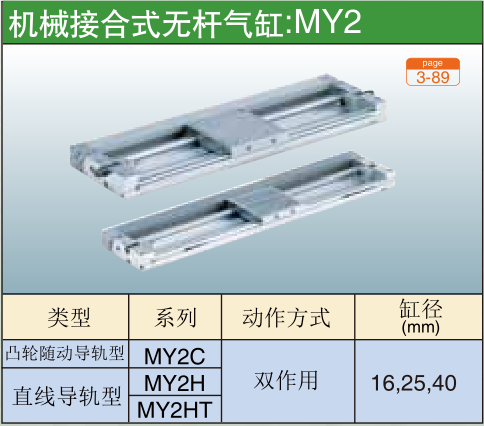 机械接合式无杆气缸:MY2
page
3-89
类型 系列 动作方式 缸径
(mm)
凸轮随动导轨型 MY2C
直线导轨型 MY2H 双作用 16,25,40
MY2HT